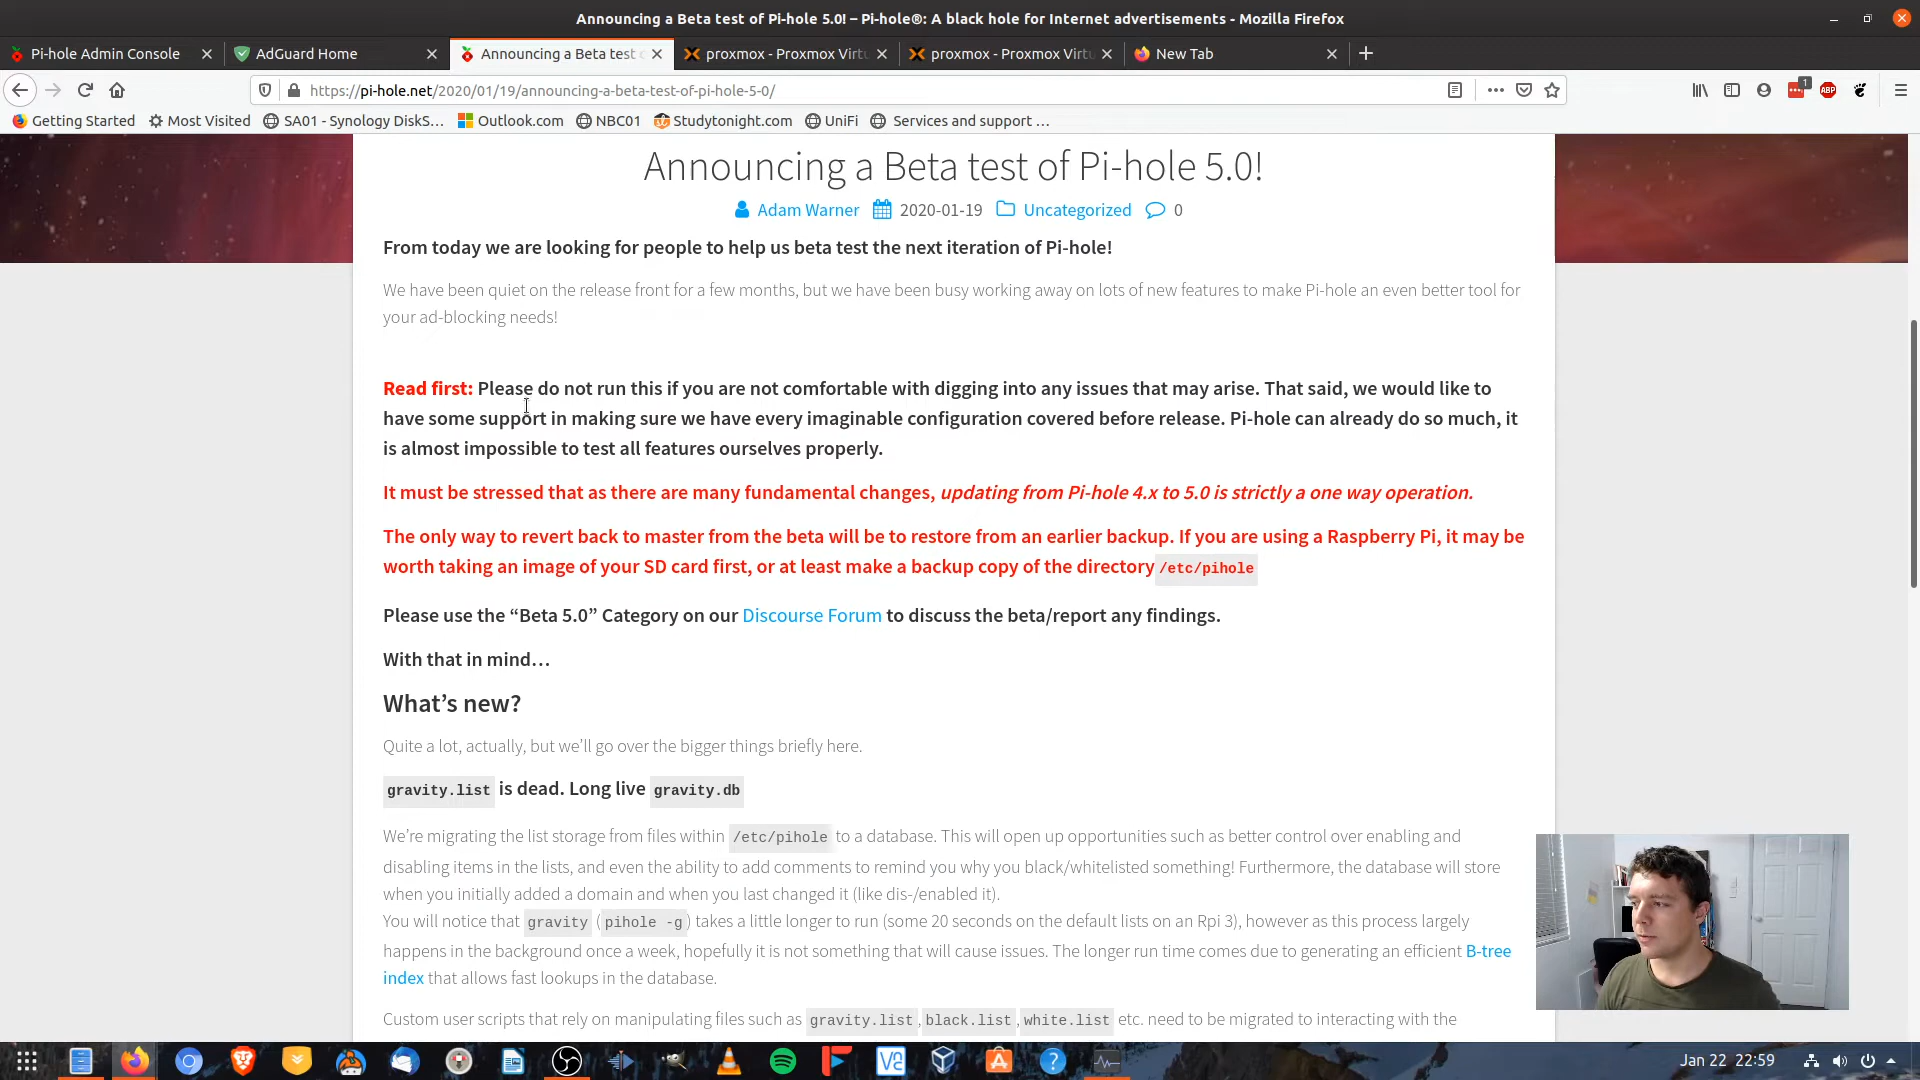 Announcing a Beta test of Pi-hole 5.0! – Pi-hole®: A black hole for Internet advertisements - Mozilla Firefox
Pi-hole Admin Console
AdGuard Home
Announcing a Beta test
proxmox - Proxmox Virtu
proxmox - Proxmox Virtu
New Tab
https://pi-hole.net/2020/01/19/announcing-a-beta-test-of-pi-hole-5-0/
1
ABP
Getting Started
Most Visited
SA01 - Synology DiskS…
Outlook.com
NBC01
Studytonight.com
UniFi
Services and support …
Announcing a Beta test of Pi-hole 5.0!
Adam Warner 2020-01-19 Uncategorized 0
From today we are looking for people to help us beta test the next iteration of Pi-hole!
We have been quiet on the release front for a few months, but we have been busy working away on lots of new features to make Pi-hole an even better tool for
your ad-blocking needs!
Read first: Please do not run this if you are not comfortable with digging into any issues that may arise. That said, we would like to
have some support in making sure we have every imaginable configuration covered before release. Pi-hole can already do so much, it
is almost impossible to test all features ourselves properly.
It must be stressed that as there are many fundamental changes, updating from Pi-hole 4.x to 5.0 is strictly a one way operation.
The only way to revert back to master from the beta will be to restore from an earlier backup. If you are using a Raspberry Pi, it may be
worth taking an image of your SD card first, or at least make a backup copy of the directory /etc/pihole
Please use the “Beta 5.0” Category on our Discourse Forum to discuss the beta/report any findings.
With that in mind…
What’s new?
Quite a lot, actually, but we’ll go over the bigger things briefly here.
gravity.list is dead. Long live gravity.db
We’re migrating the list storage from files within /etc/pihole to a database. This will open up opportunities such as better control over enabling and
disabling items in the lists, and even the ability to add comments to remind you why you black/whitelisted something! Furthermore, the database will store
when you initially added a domain and when you last changed it (like dis-/enabled it).
You will notice that gravity (pihole -g) takes a little longer to run (some 20 seconds on the default lists on an Rpi 3), however as this process largely
happens in the background once a week, hopefully it is not something that will cause issues. The longer run time comes due to generating an efficient B-tree
index that allows fast lookups in the database.
Custom user scripts that rely on manipulating files such as gravity.list, black.list, white.list etc. need to be migrated to interacting with the
Jan 22 22:59